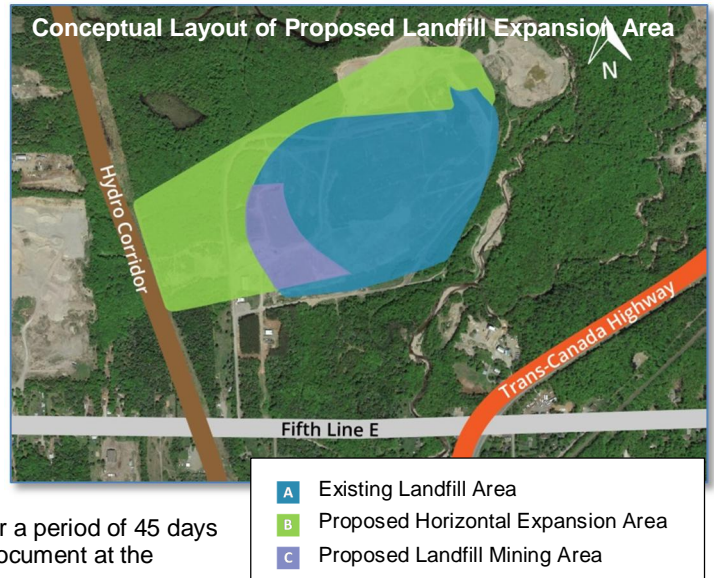 Conceptual Layout of Proposed Landfill Expansion Area
N
Hydro Corridor
Trans-Canada Highway
Fifth Line E
A Existing Landfill Area
B Proposed Horizontal Expansion Area
C Proposed Landfill Mining Area
r a period of 45 days
ocument at the